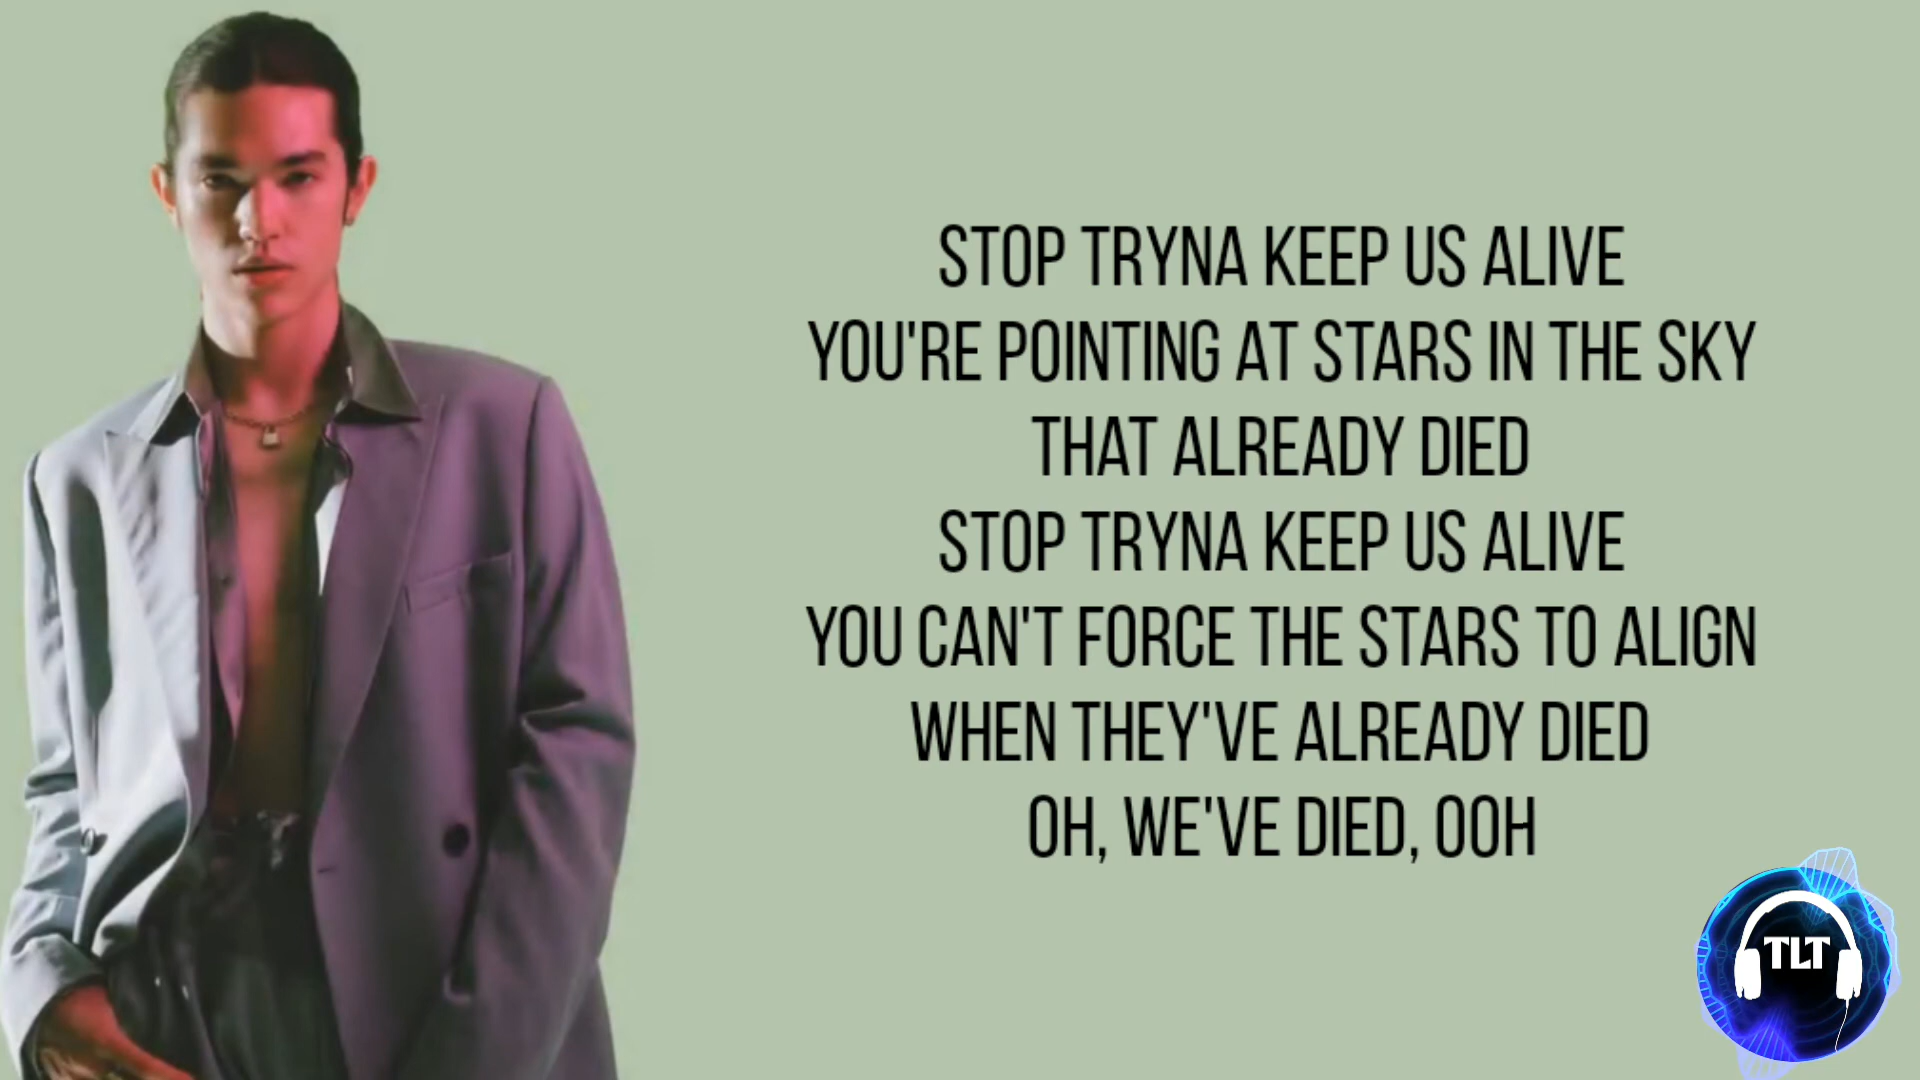 STOP TRYNA KEEP US ALIVE
YOU'RE POINTING AT STARS IN THE SKY
THAT ALREADY DIED
STOP TRYNA KEEP US ALIVE
YOU CAN'T FORCE THE STARS TO ALIGN
WHEN THEY'VE ALREADY DIED
OH, WE'VE DIED, OOH
TLT